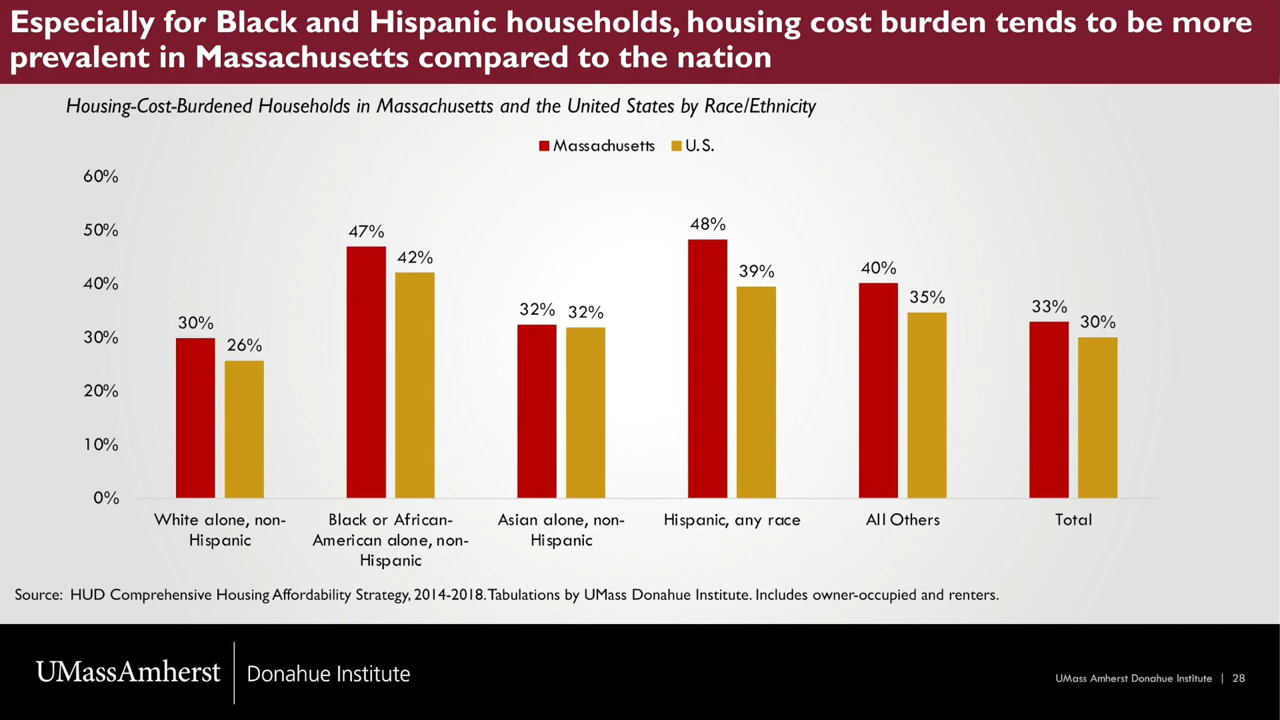 Especially for Black and Hispanic households, housing cost burden tends to be more
prevalent in Massachusetts compared to the nation
Housing-Cost-Burdened Households in Massachusetts and the United States by Race/Ethnicity
Massachusetts U.S.
60%
50%
40%
30%
20%
10%
0%
30% 26%
47% 42%
32% 32%
48% 39%
40% 35%
33% 30%
White alone, non-
Hispanic
Black or African-
American alone, non-
Hispanic
Asian alone, non-
Hispanic
Hispanic, any race
All Others
Total
Source: HUD Comprehensive Housing Affordability Strategy, 2014-2018. Tabulations by UMass Donahue Institute. Includes owner-occupied and renters.
UMassAmherst Donahue Institute
UMass Amherst Donahue Institute | 28